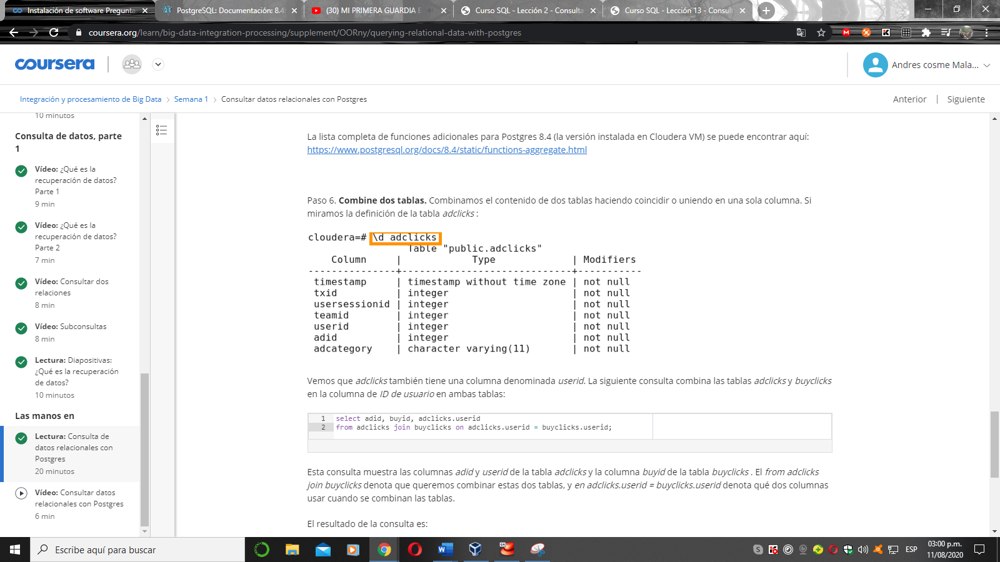 Instalación de software Pregunta
PostgreSQL: Documentación: 8.4:
(30) MI PRIMERA GUARDIA E
Curso SQL - Lección 2 - Consulta
Curso SQL - Lección 13 - Consult
coursera.org/learn/big-data-integration-processing/supplement/OORny/querying-relational-data-with-postgres
coursera
Andres cosme Mala...
Integración y procesamiento de Big Data > Semana 1 > Consultar datos relacionales con Postgres
Anterior | Siguiente
10 minutos
Consulta de datos, parte
1
Vídeo: ¿Qué es la
recuperación de datos?
Parte 1
9 min
Vídeo: ¿Qué es la
recuperación de datos?
Parte 2
7 min
Vídeo: Consultar dos
relaciones
8 min
Vídeo: Subconsultas
8 min
Lectura: Diapositivas:
¿Qué es la recuperación
de datos?
10 minutos
Las manos en
Lectura: Consulta de
datos relacionales con
Postgres
20 minutos
Vídeo: Consultar datos
relacionales con Postgres
6 min
La lista completa de funciones adicionales para Postgres 8.4 (la versión instalada en Cloudera VM) se puede encontrar aquí:
https://www.postgresql.org/docs/8.4/static/functions-aggregate.html
Paso 6. Combine dos tablas. Combinamos el contenido de dos tablas haciendo coincidir o uniendo en una sola columna. Si
miramos la definición de la tabla adclicks :
cloudera=# \d adclicks
Table "public.adclicks"
Column | Type | Modifiers
---------------+-----------------------------+-----------
timestamp | timestamp without time zone | not null
txid | integer | not null
usersessionid | integer | not null
teamid | integer | not null
userid | integer | not null
adid | integer | not null
adcategory | character varying(11) | not null
Vemos que adclicks también tiene una columna denominada userid. La siguiente consulta combina las tablas adclicks y buyclicks
en la columna de ID de usuario en ambas tablas:
1 select adid, buyid, adclicks.userid
2 from adclicks join buyclicks on adclicks.userid = buyclicks.userid;
Esta consulta muestra las columnas adid y userid de la tabla adclicks y la columna buyid de la tabla buyclicks . El from adclicks
join buyclicks denota que queremos combinar estas dos tablas, y en adclicks.userid = buyclicks.userid denota qué dos columnas
usar cuando se combinan las tablas.
El resultado de la consulta es:
Escribe aquí para buscar
ESP
03:00 p.m.
11/08/2020